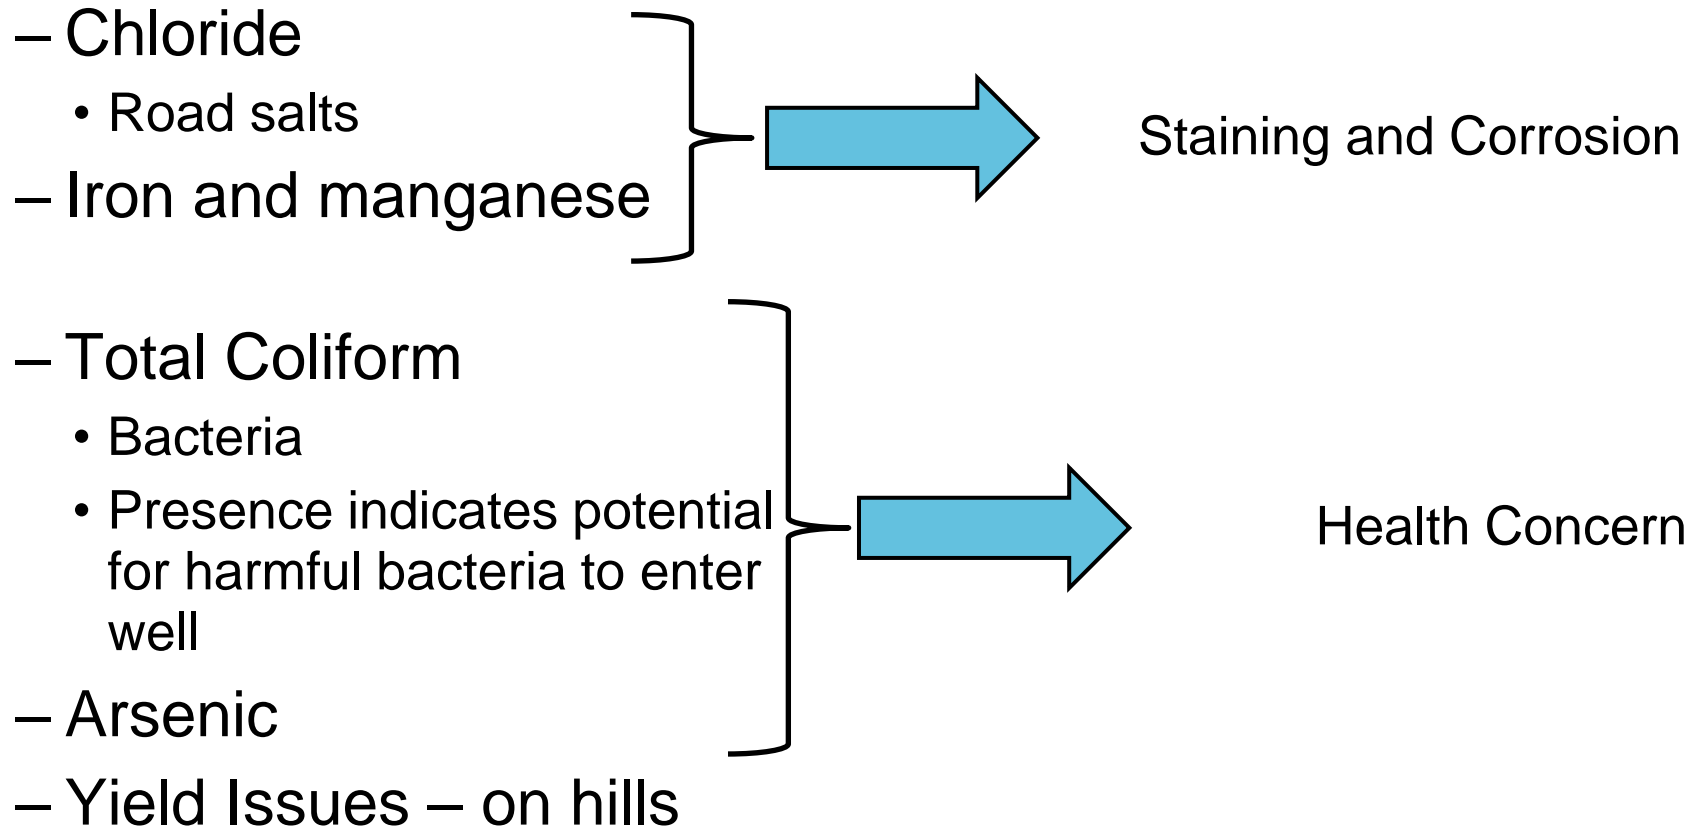 – Chloride
• Road salts
– Iron and manganese
Staining and Corrosion
– Total Coliform
• Bacteria
• Presence indicates potential
for harmful bacteria to enter
well
– Arsenic
Health Concern
– Yield Issues – on hills